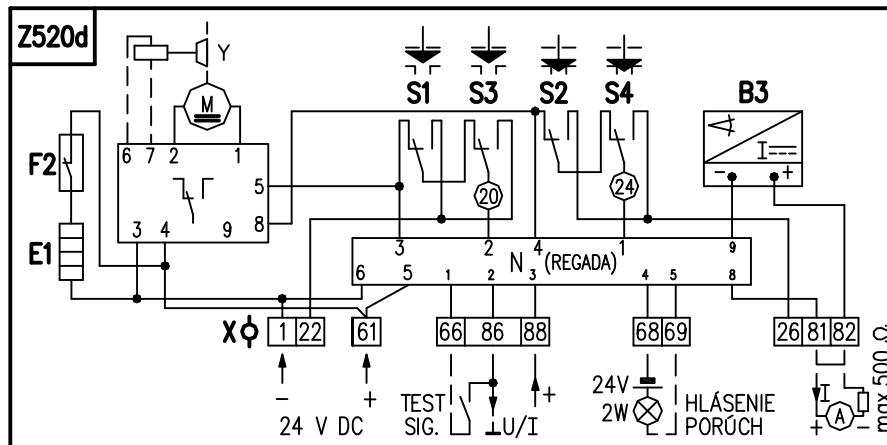 Z520d
Y
M
S1 S3 S2 S4 B3
F2
6 7 2 1
5
8
3 4 9
E1
20
24
I
- +
3 2 4 1 9
N (REGADA)
6 5 1 2 3 4 5 8
X
1 22 61 66 86 88 68 69 26 81 82
- +
24 V DC
TEST
SIG.
⊥U/I
+
24V
2W
HLÁSENIE
PORÚCH
I
A
+ -
max 500 Ω